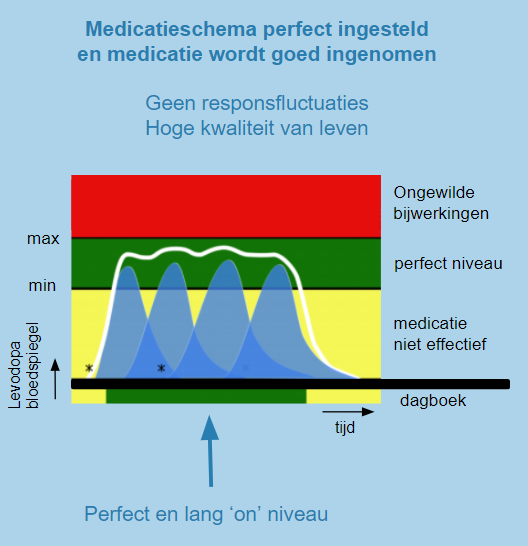 Medicatieschema perfect ingesteld
en medicatie wordt goed ingenomen
Geen responsfluctuaties
Hoge kwaliteit van leven
Ongewilde
bijwerkingen
max
perfect niveau
min
medicatie
niet effectief
Levodopa
bloedspiegel
* *
dagboek
tijd
Perfect en lang ‘on’ niveau